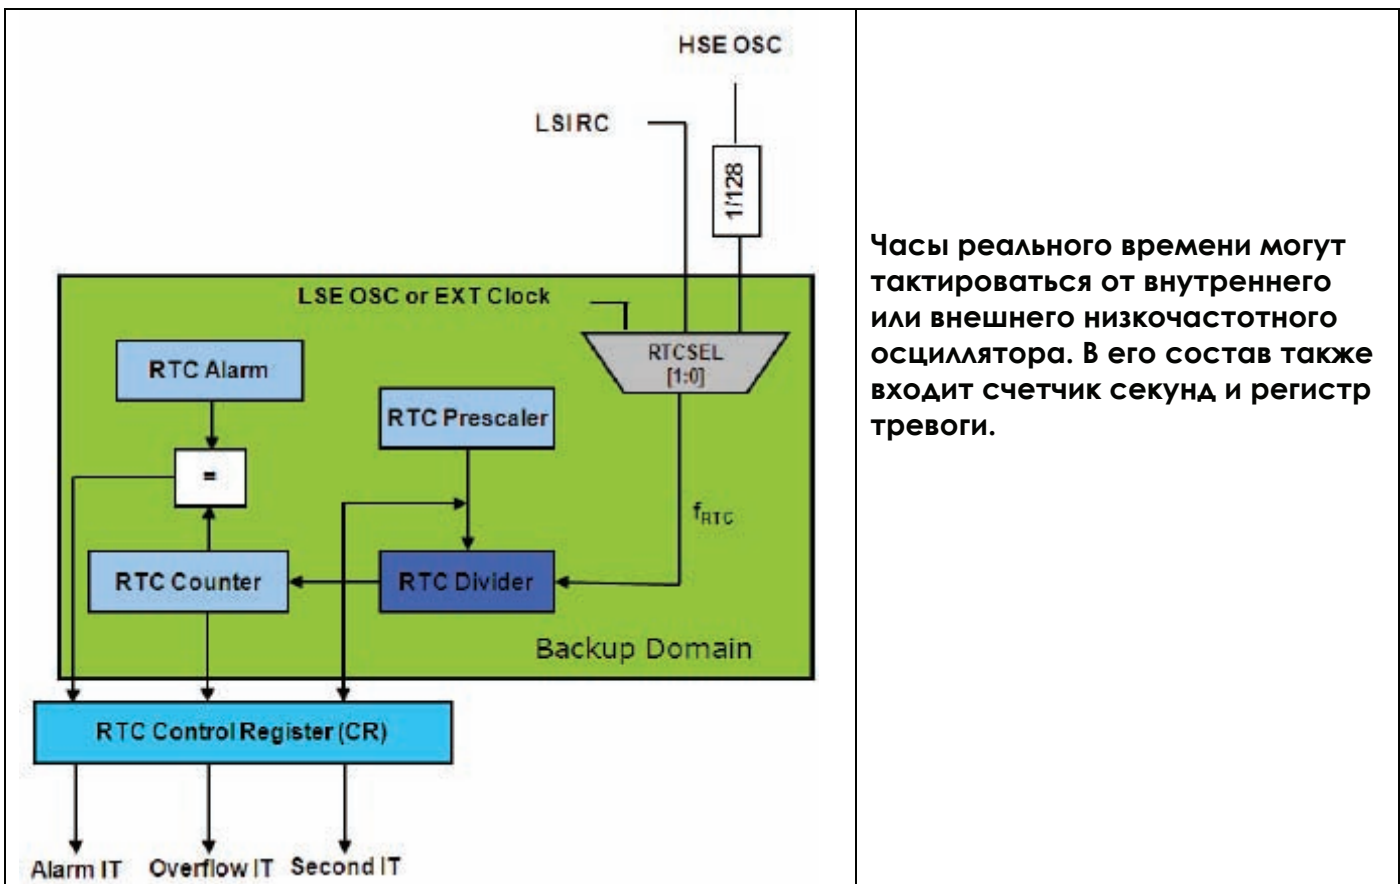 HSE OSC
LSIRC
1/128
LSE OSC or EXT Clock
RTCSEL
[1:0]
RTC Alarm
RTC Prescaler
=
fRTC
RTC Counter
RTC Divider
Backup Domain
RTC Control Register (CR)
Alarm IT Overflow IT Second IT
Часы реального времени могут
тактироваться от внутреннего
или внешнего низкочастотного
осциллятора. В его состав также
входит счетчик секунд и регистр
тревоги.